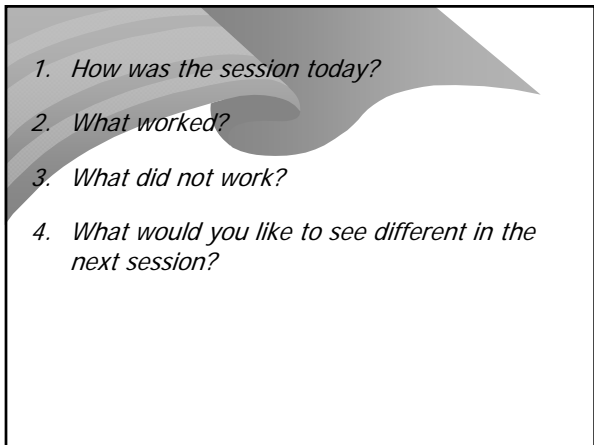 1. How was the session today?
2. What worked?
3. What did not work?
4. What would you like to see different in the
next session?